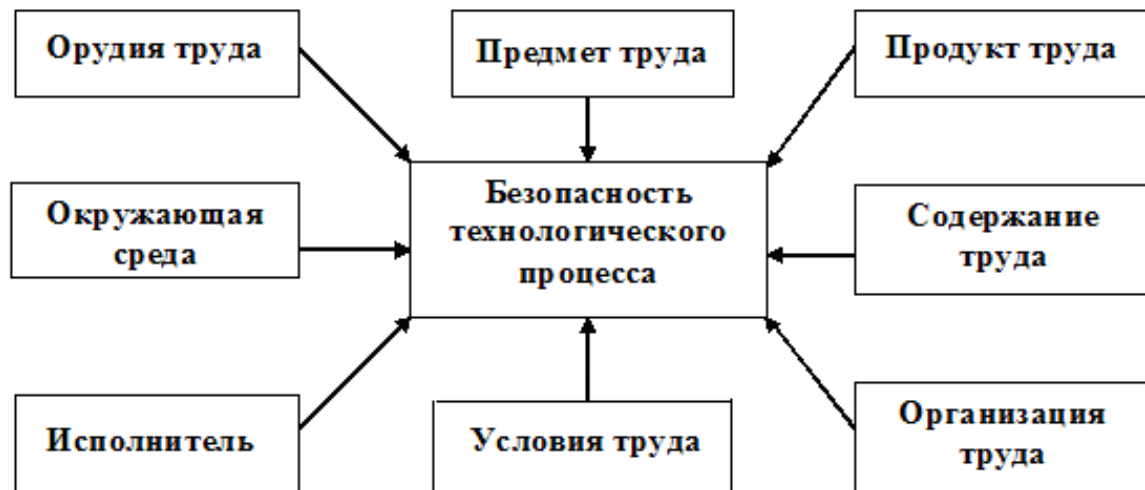 Орудия труда
Предмет труда
Продукт труда
Окружающая
среда
Безопасность
технологического
процесса
Содержание
труда
Исполнитель
Условия труда
Организация
труда